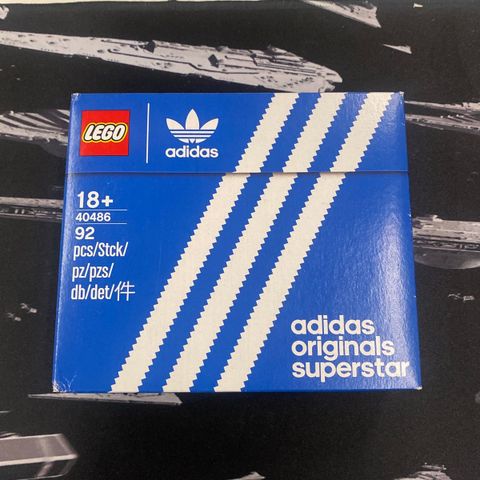 LEGO
adidas
18+
40486
92
pcs/Stck/
pz/pzs/
db/det/件
adidas
originals
superstar